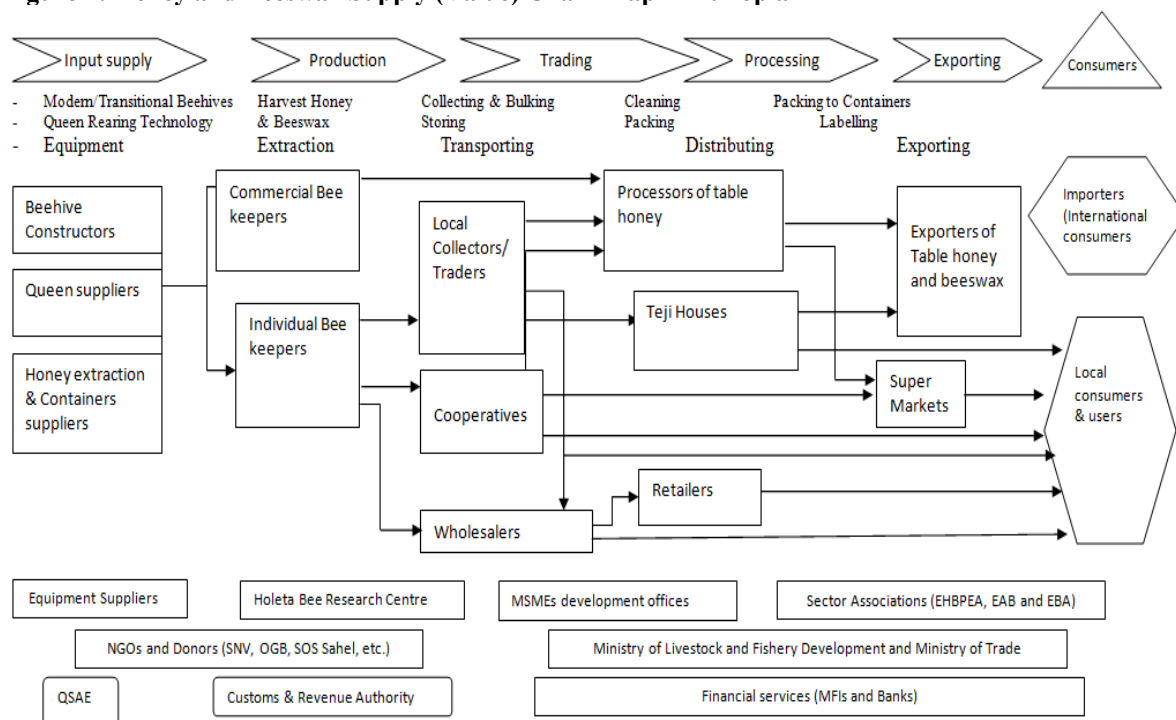 Input supply
Production
Trading
Processing
Exporting
Consumers
- Modern/Transitional Beehives
- Queen Rearing Technology
- Equipment
Harvest Honey
& Beeswax
Extraction
Collecting & Bulking
Storing
Transporting
Cleaning
Packing
Distributing
Packing to Containers
Labelling
Exporting
Beehive
Constructors
Queen suppliers
Honey extraction
& Containers
suppliers
Commercial Bee
keepers
Individual Bee
keepers
Local
Collectors/
Traders
Cooperatives
Wholesalers
Processors of table
honey
Teji Houses
Retailers
Exporters of
Table honey
and beeswax
Super
Markets
Importers
(International
consumers
Local
consumers
& users
Equipment Suppliers
Holeta Bee Research Centre
MSMEs development offices
Sector Associations (EHBPEA, EAB and EBA)
NGOs and Donors (SNV, OGB, SOS Sahel, etc.)
Ministry of Livestock and Fishery Development and Ministry of Trade
QSAE
Customs & Revenue Authority
Financial services (MFIs and Banks)